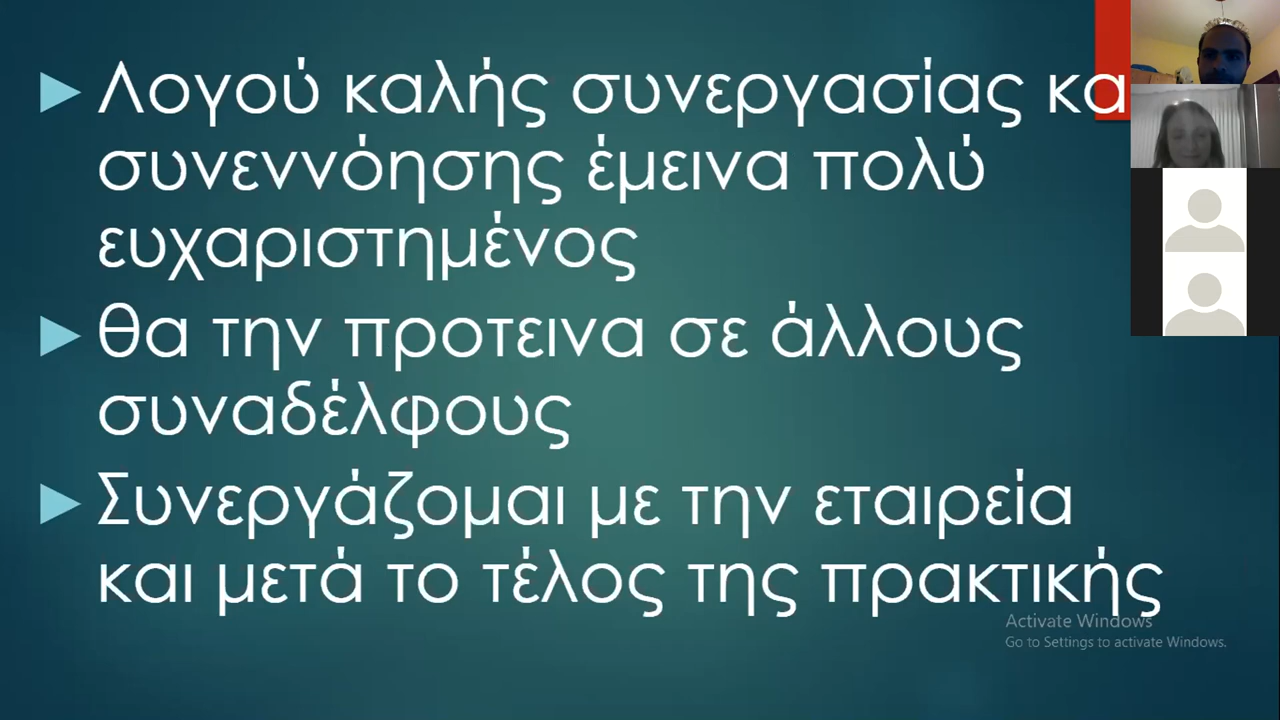 Λογού καλής συνεργασίας κα
συνεννόησης έμεινα πολύ
ευχαριστημένος
θα την προτεινα σε άλλους
συναδέλφους
Συνεργάζομαι με την εταιρεία
και μετά το τέλος της πρακτικής
Activate Windows
Go to Settings to activate Windows.